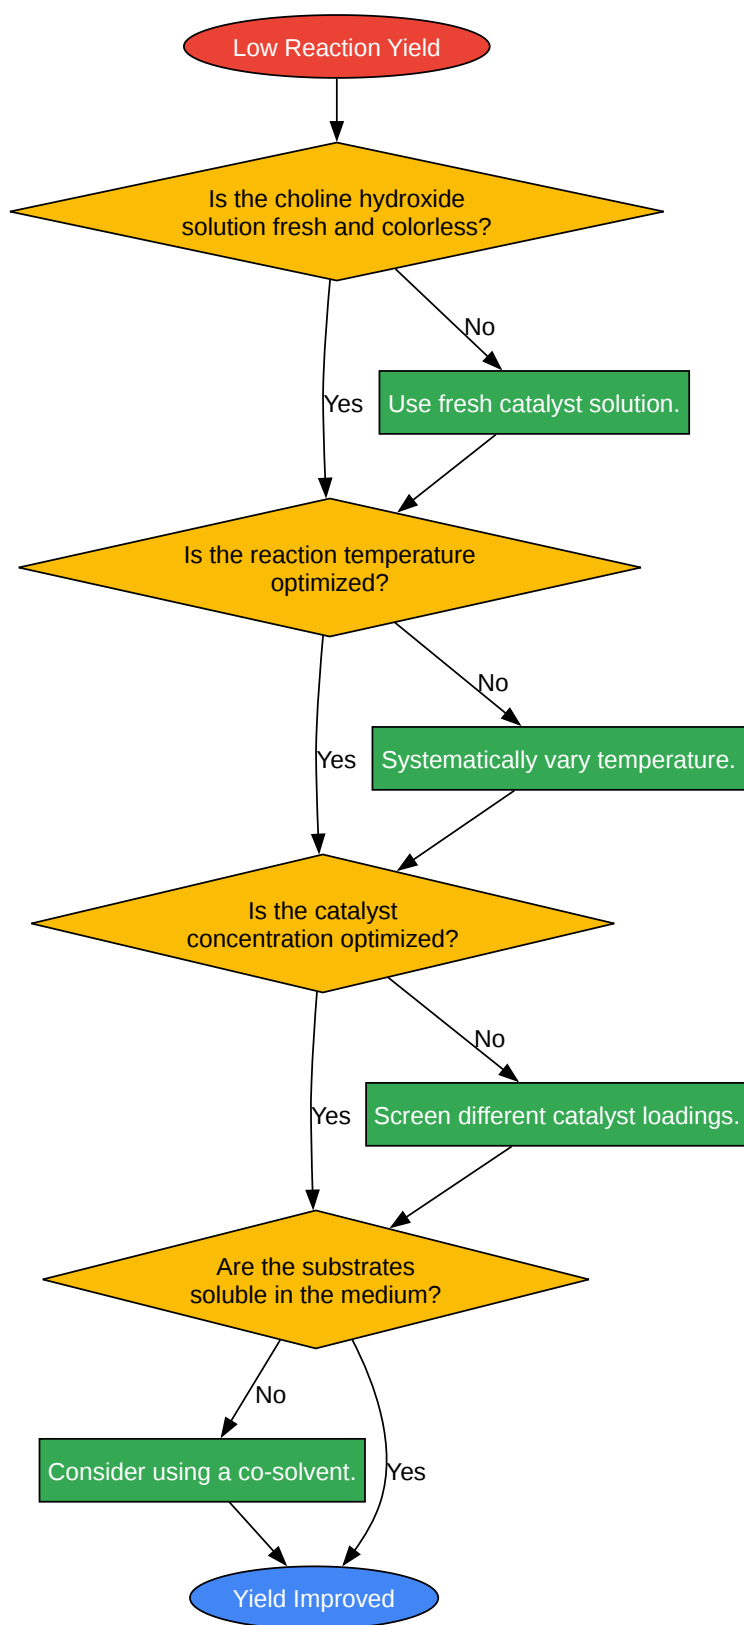 Low Reaction Yield
Is the choline hydroxide
solution fresh and colorless?
No
Yes
Use fresh catalyst solution.
Is the reaction temperature
optimized?
No
Yes
Systematically vary temperature.
Is the catalyst
concentration optimized?
No
Yes
Screen different catalyst loadings.
Are the substrates
soluble in the medium?
No
Consider using a co-solvent.
Yes
Yield Improved